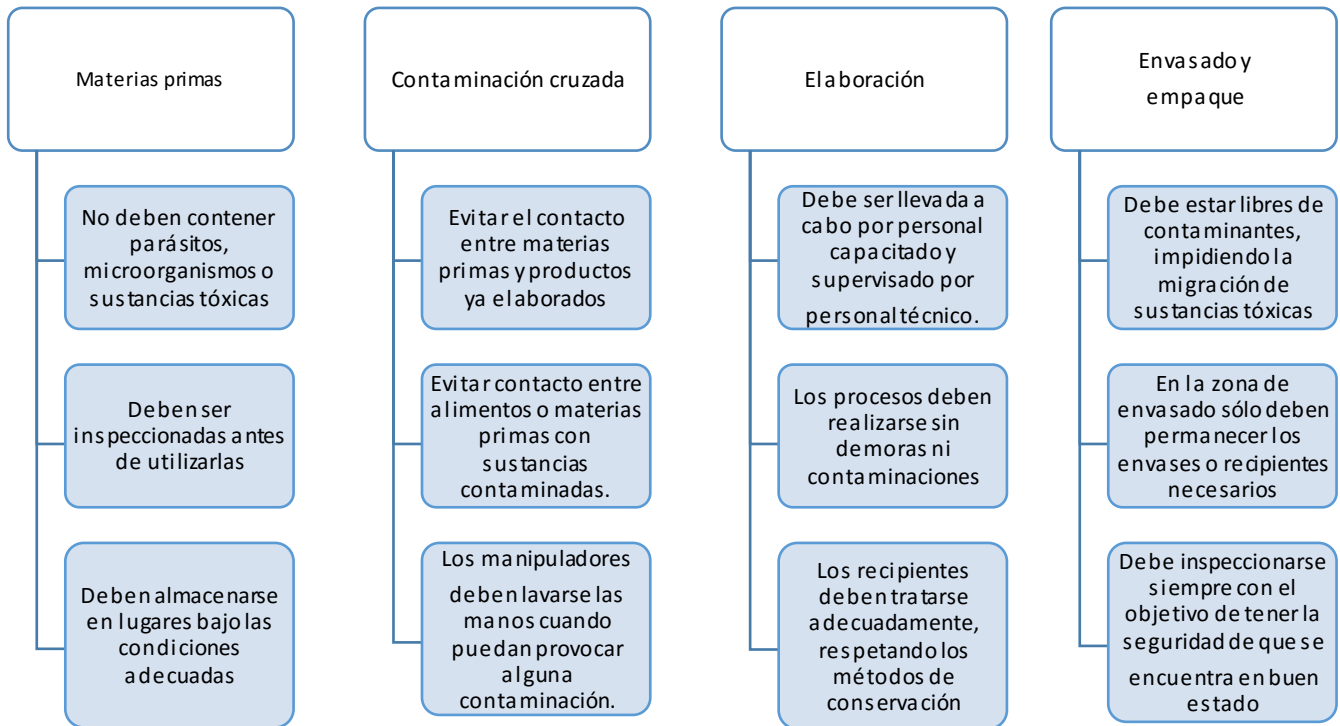 Materias primas
No deben contener
parásitos,
microorganismos o
sustancias tóxicas
Deben ser
inspeccionadas antes
de utilizarlas
Deben almacenarse
en lugares bajo las
condiciones
adecuadas
Contaminación cruzada
Evitar el contacto
entre materias
primas y productos
ya elaborados
Evitar contacto entre
alimentos o materias
primas con
sustancias
contaminadas.
Los manipuladores
deben lavarse las
manos cuando
puedan provocar
alguna
contaminación.
Elaboración
Debe ser llevada a
cabo por personal
capacitado y
supervisado por
personal técnico.
Los procesos deben
realizarse sin
demoras ni
contaminaciones
Los recipientes
deben tratarse
adecuadamente,
respetando los
métodos de
conservación
Envasado y
empaque
Debe estar libres de
contaminantes,
impidiendo la
migración de
sustancias tóxicas
En la zona de
envasado sólo deben
permanecer los
envases o recipientes
necesarios
Debe inspeccionarse
siempre con el
objetivo de tener la
seguridad de que se
encuentra en buen
estado